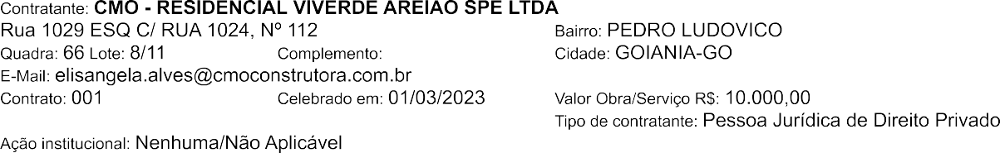 Contratante: CMO - RESIDENCIAL VIVERDE AREIAO SPE LTDA
Rua 1029 ESQ C/ RUA 1024, Nº 112 Bairro: PEDRO LUDOVICO
Quadra: 66 Lote: 8/11 Complemento: Cidade: GOIANIA-GO
E-Mail: elisangela.alves@cmoconstrutora.com.br
Contrato: 001 Celebrado em: 01/03/2023 Valor Obra/Serviço R$: 10.000,00
Tipo de contratante: Pessoa Jurídica de Direito Privado
Ação institucional: Nenhuma/Não Aplicável